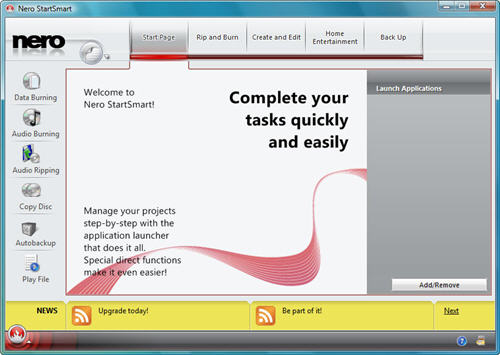 Nero StartSmart
nero
Start Page
Rip and Burn
Create and Edit
Home
Entertainment
Back Up
Data Burning
Audio Burning
Audio Ripping
Copy Disc
Autobackup
Play File
Welcome to
Nero StartSmart!
Complete your
tasks quickly
and easily
Manage your projects
step-by-step with the
application launcher
that does it all.
Special direct functions
make it even easier!
Launch Applications
Add/Remove
NEWS
Upgrade today!
Be part of it!
Next